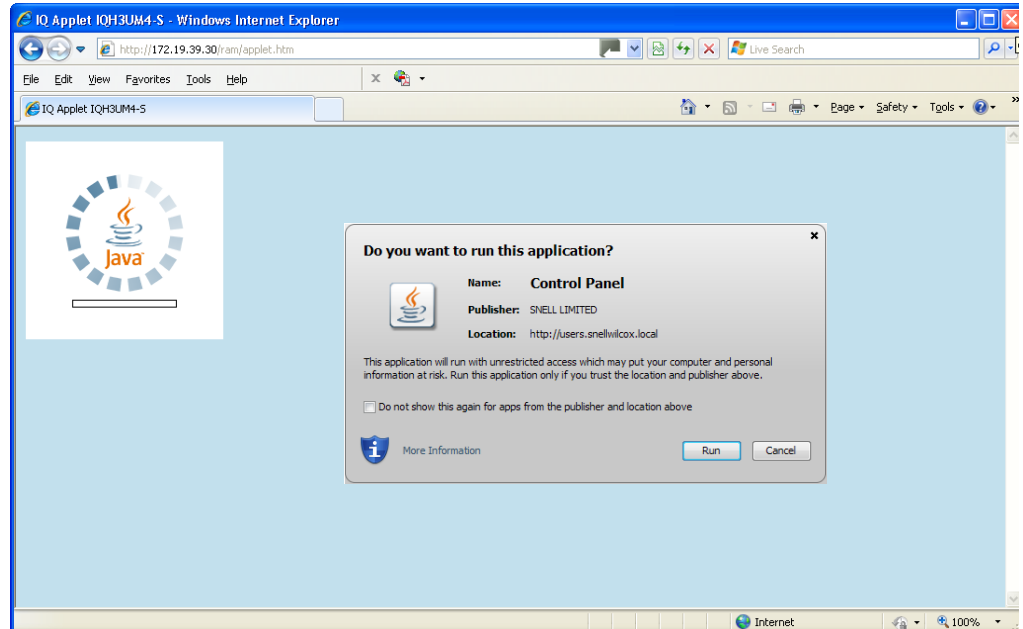 IQ Applet IQH3UM4-S - Windows Internet Explorer
http://172.19.39.30/ram/applet.htm
Live Search
File Edit View Favorites Tools Help
x
IQ Applet IQH3UM4-S
Page Safety Tools »
Java
Do you want to run this application?
Name: Control Panel
Publisher: SNELL LIMITED
Location: http://users.snellwilcox.local
This application will run with unrestricted access which may put your computer and personal
information at risk. Run this application only if you trust the location and publisher above.
Do not show this again for apps from the publisher and location above
More Information
Run Cancel
Internet 100%